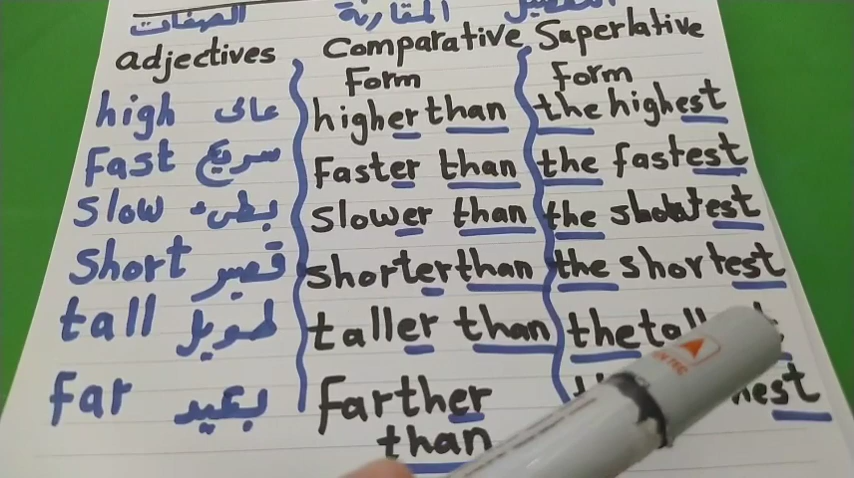 الصفات المقارنة التفضيل
adjectives Comparative Superlative
Form Form
high عالى higher than the highest
Fast سريع Faster than the fastest
Slow بطىء slower than the
Short قصير shorter than the shortest
tall طويل taller than the
far بعيد farther
than